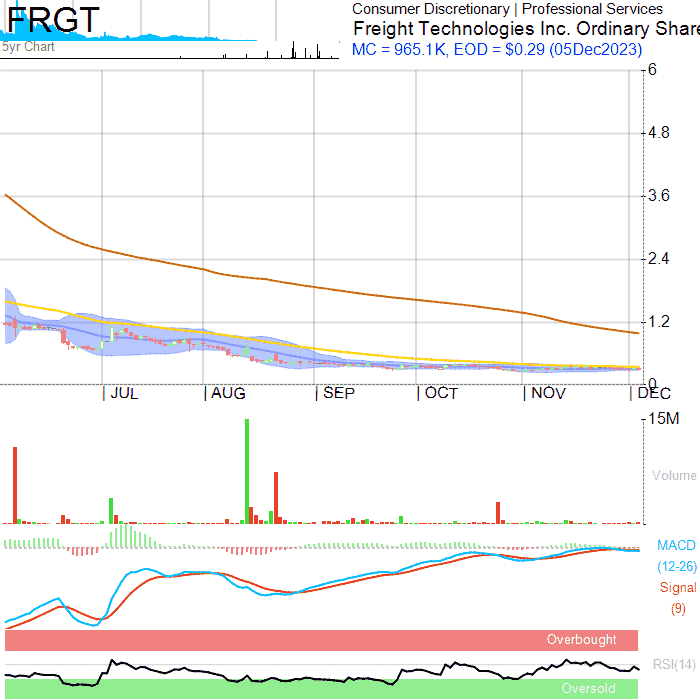 FRGT
5yr Chart
Consumer Discretionary | Professional Services
Freight Technologies Inc. Ordinary Share
MC = 965.1K, EOD = $0.29 (05Dec2023)
6
4.8
3.6
2.4
1.2
0
JUL AUG SEP OCT NOV DEC
15M
Volume
MACD
(12-26)
Signal
(9)
Overbought
RSI(14)
Oversold